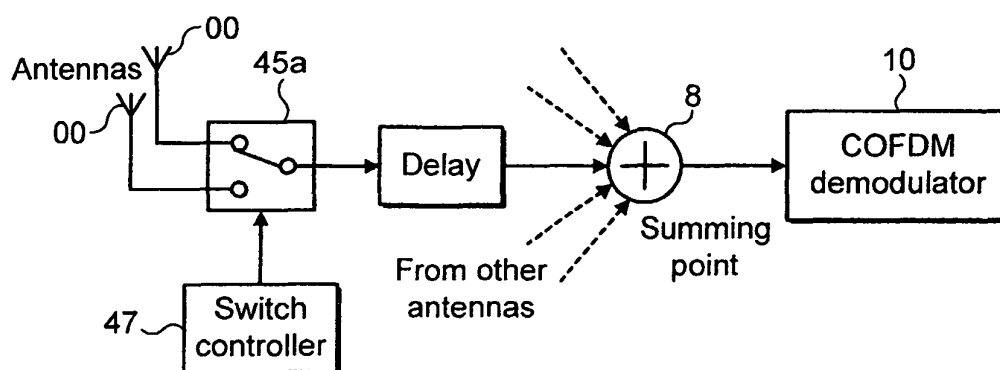 00
Antennas
00
45a
Delay
8
10
COFDM
demodulator
Summing
point
From other
antennas
47
Switch
controller